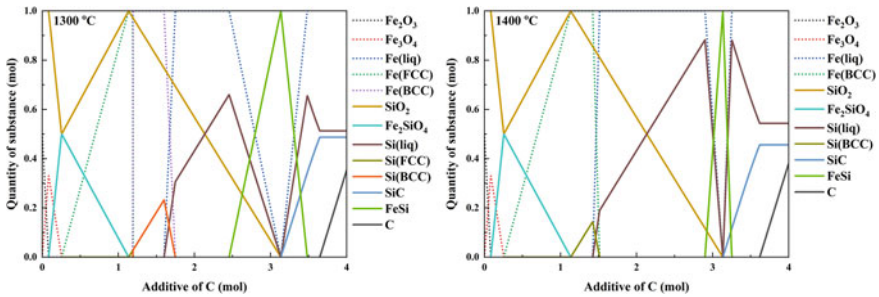 1300 °C
Quantity of substance (mol)
1.0
0.8
0.6
0.4
0.2
0.0
0
1
2
3
4
Additive of C (mol)
Fe₂O₃
Fe₃O₄
Fe(liq)
Fe(FCC)
Fe(BCC)
SiO₂
Fe₂SiO₄
Si(liq)
Si(FCC)
Si(BCC)
SiC
FeSi
C
1400 °C
Quantity of substance (mol)
1.0
0.8
0.6
0.4
0.2
0.0
0
1
2
3
4
Additive of C (mol)
Fe₂O₃
Fe₃O₄
Fe(liq)
Fe(BCC)
SiO₂
Fe₂SiO₄
Si(liq)
Si(BCC)
SiC
FeSi
C